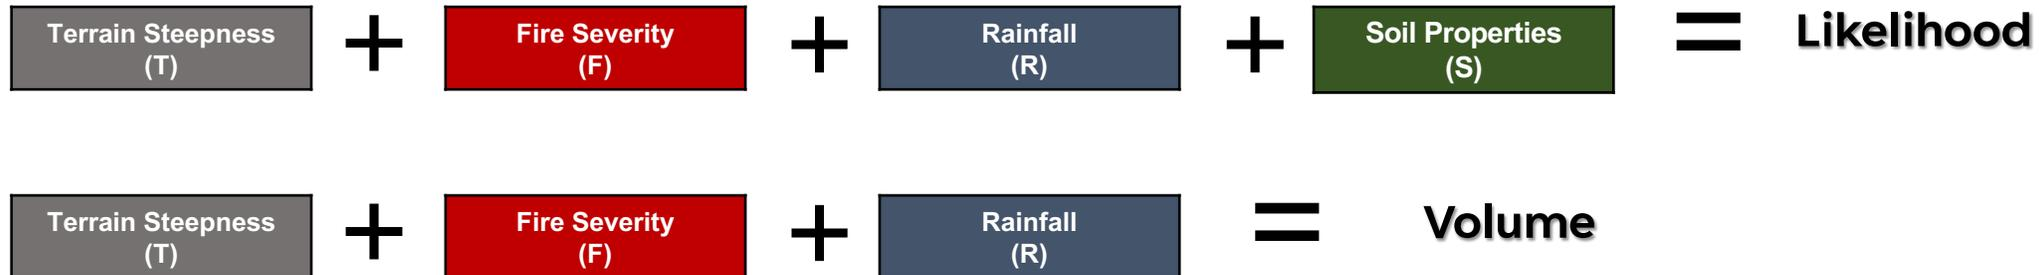 Terrain Steepness (T) + Fire Severity (F) + Rainfall (R) + Soil Properties (S) = Likelihood
Terrain Steepness (T) + Fire Severity (F) + Rainfall (R) = Volume